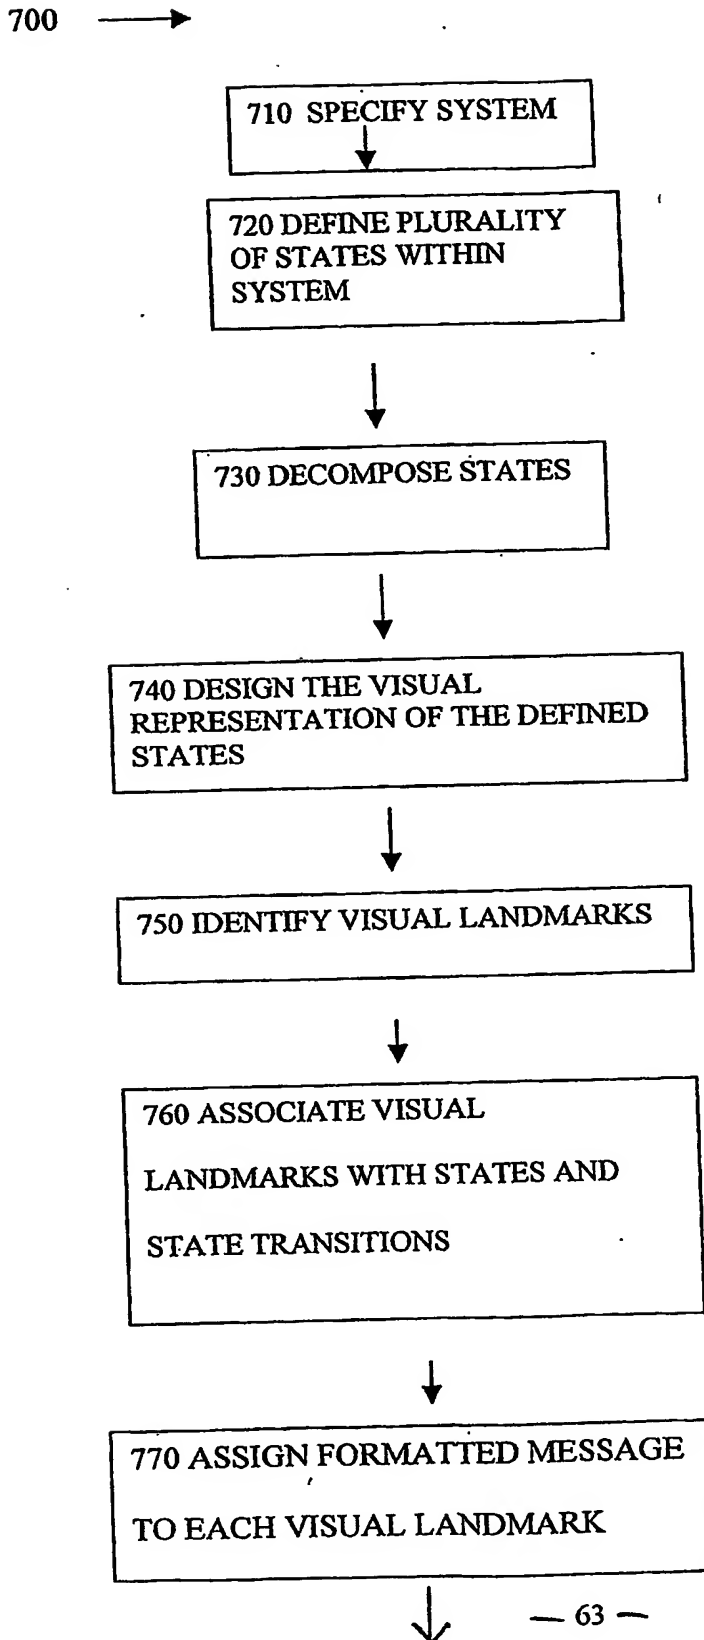 700
710 SPECIFY SYSTEM
720 DEFINE PLURALITY
OF STATES WITHIN
SYSTEM
730 DECOMPOSE STATES
740 DESIGN THE VISUAL
REPRESENTATION OF THE DEFINED
STATES
750 IDENTIFY VISUAL LANDMARKS
760 ASSOCIATE VISUAL
LANDMARKS WITH STATES AND
STATE TRANSITIONS
770 ASSIGN FORMATTED MESSAGE
TO EACH VISUAL LANDMARK
— 63 —